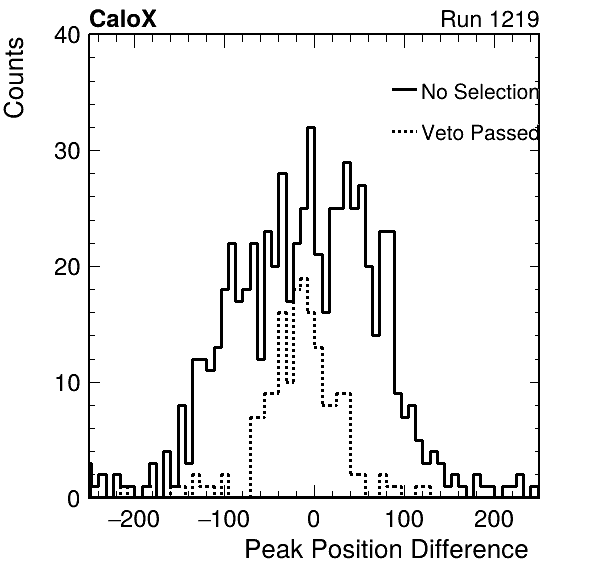 CaloX Run 1219
Counts
40
No Selection
Veto Passed
30
20
10
0
−200 −100 0 100 200
Peak Position Difference